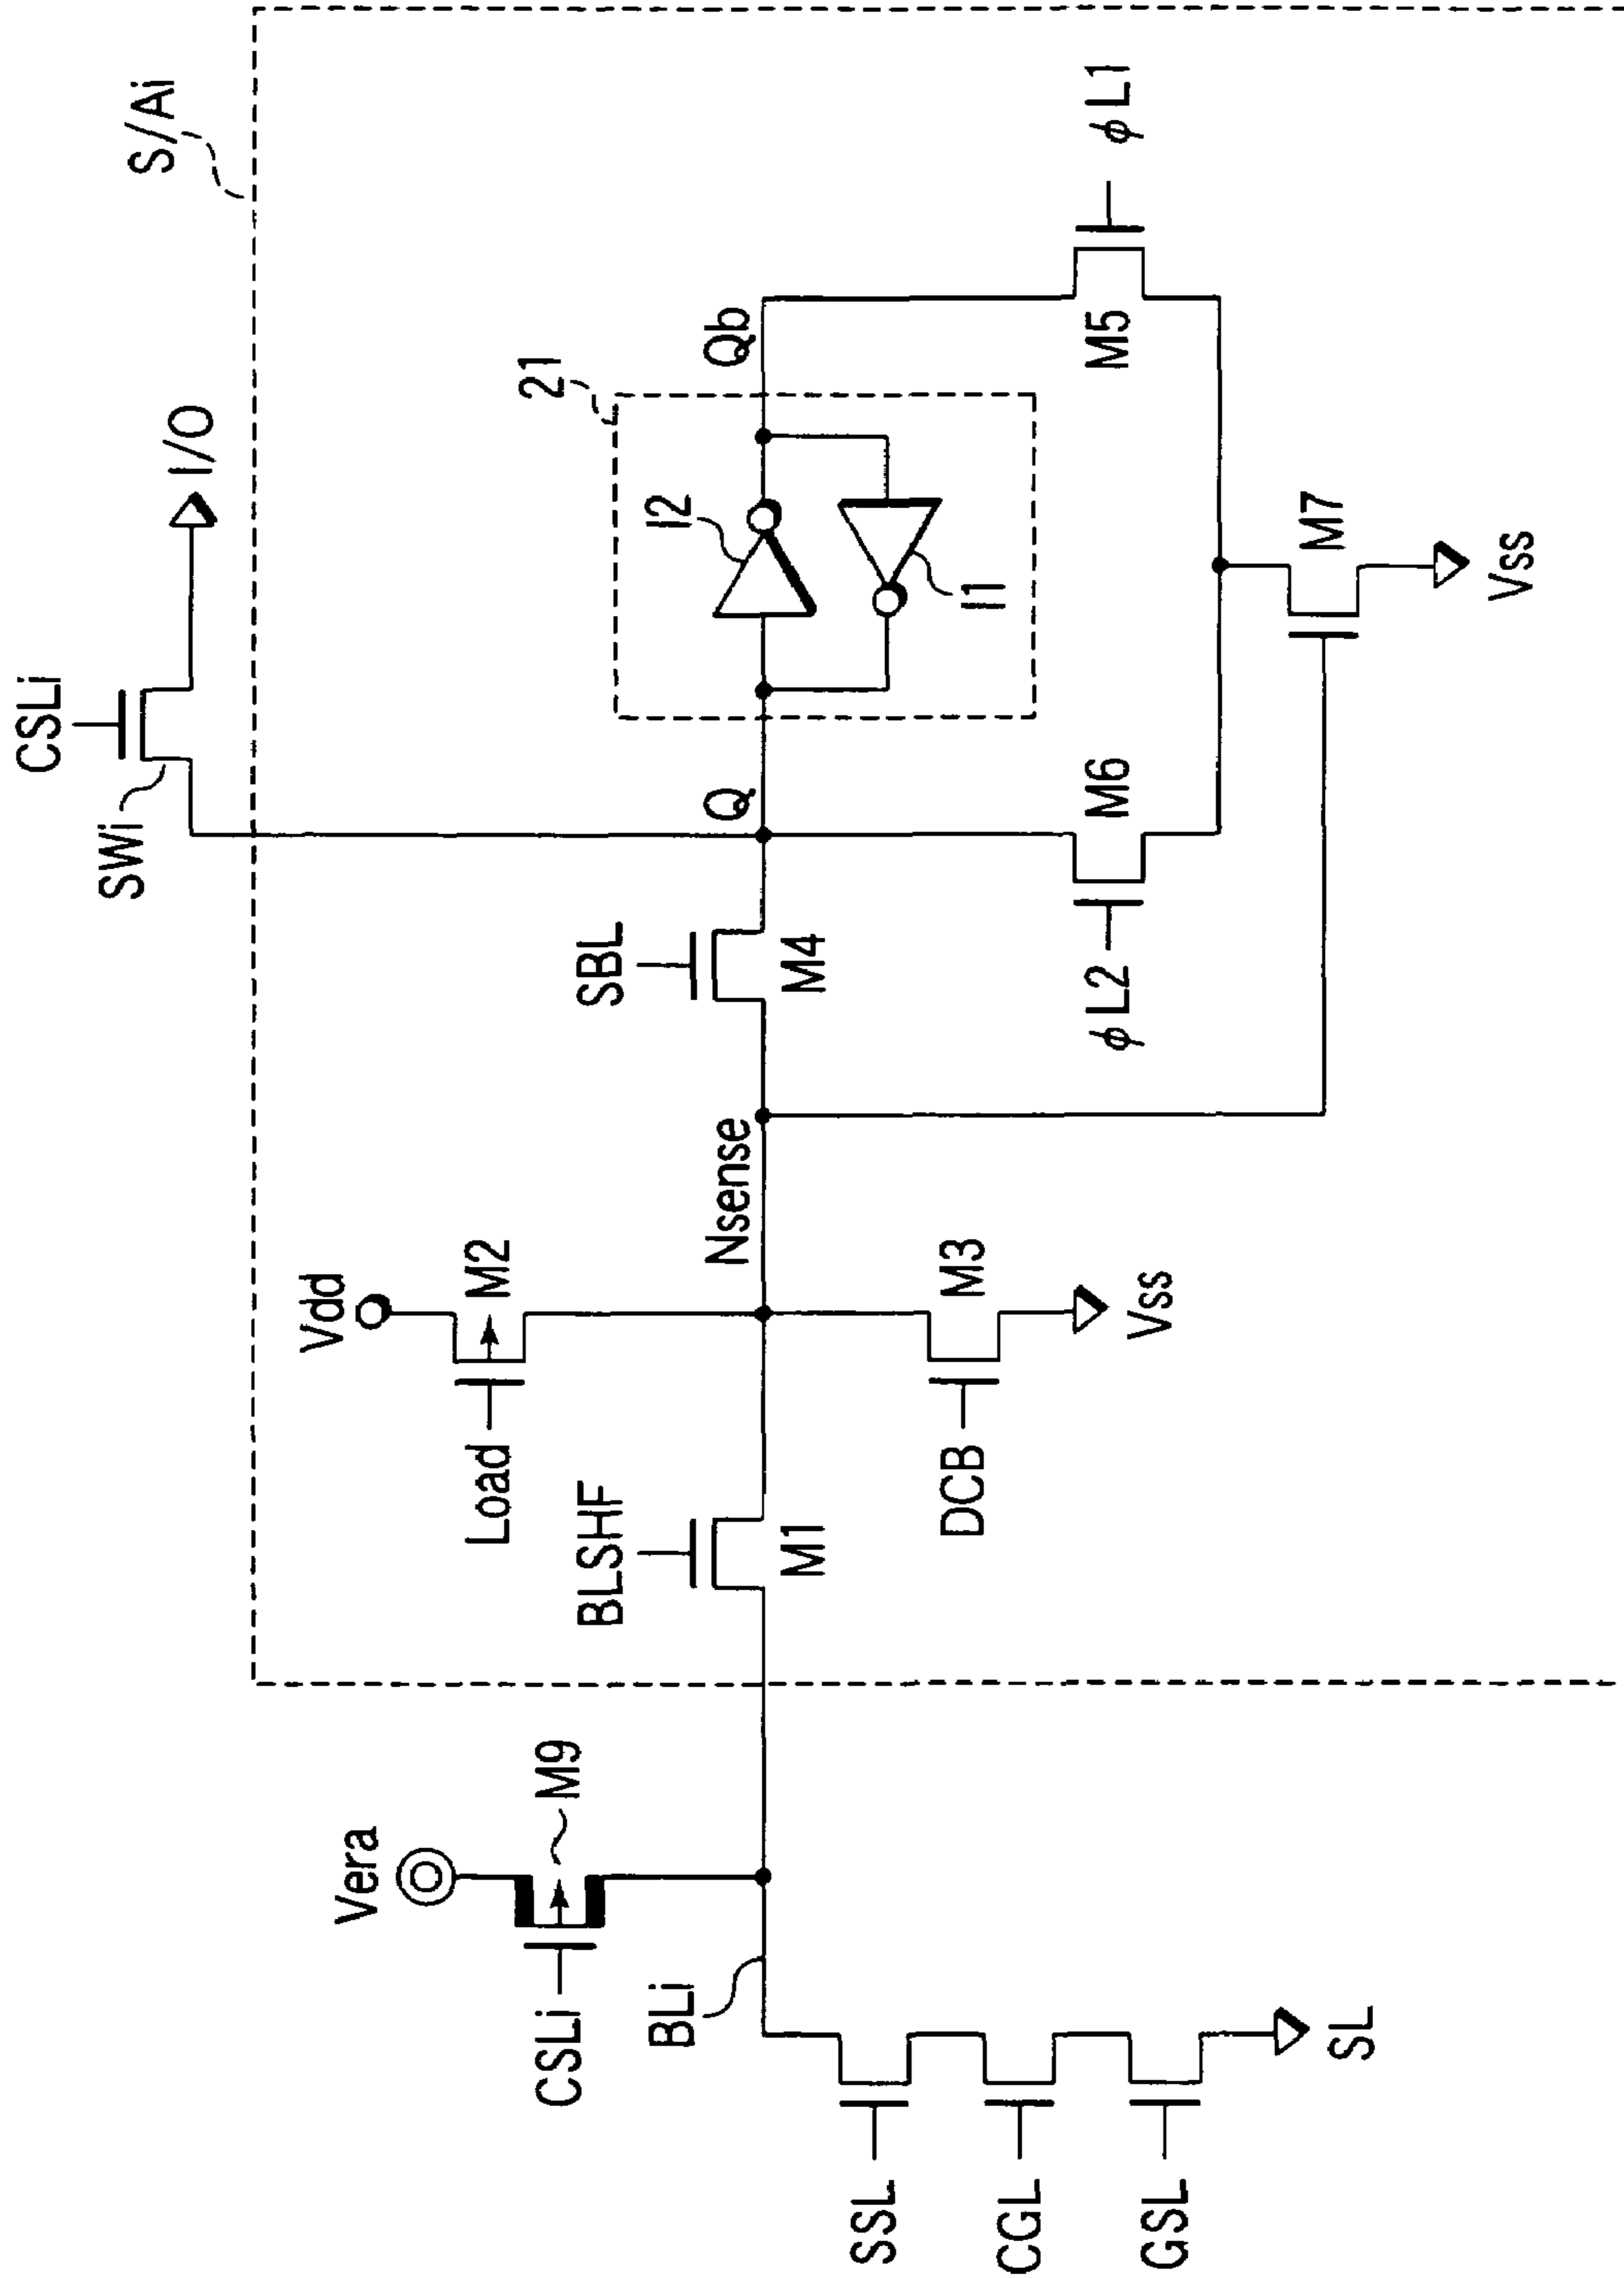 S/Ai
CSLi
SWi
I/O
21
I2
I1
Q
Qb
φL1
M5
M6
φL2
M7
Vss
SBL
M4
Nsense
Vdd
M2
Load
M3
DCB
Vss
BLSHF
M1
Vera
M9
CSLi
BLi
SSL
CGL
GSL
SL